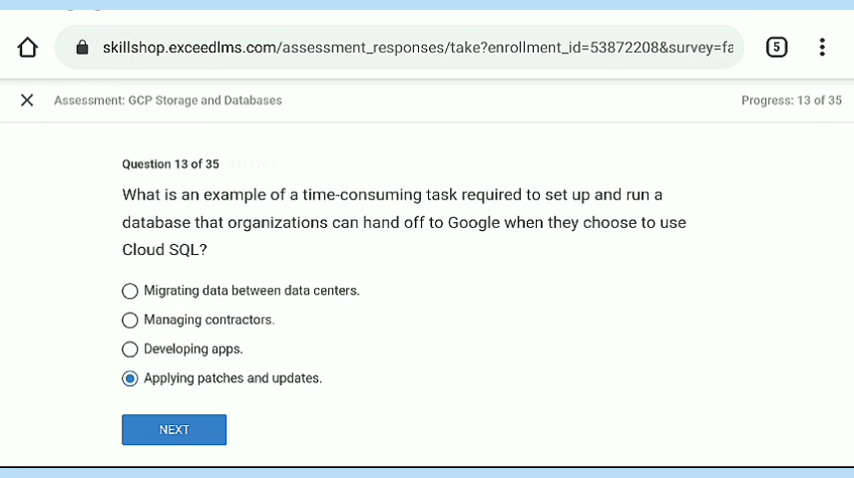 skillshop.exceedlms.com/assessment_responses/take?enrollment_id=53872208&survey=fa
5
Assessment: GCP Storage and Databases
Progress: 13 of 35
Question 13 of 35
What is an example of a time-consuming task required to set up and run a
database that organizations can hand off to Google when they choose to use
Cloud SQL?
Migrating data between data centers.
Managing contractors.
Developing apps.
Applying patches and updates.
NEXT